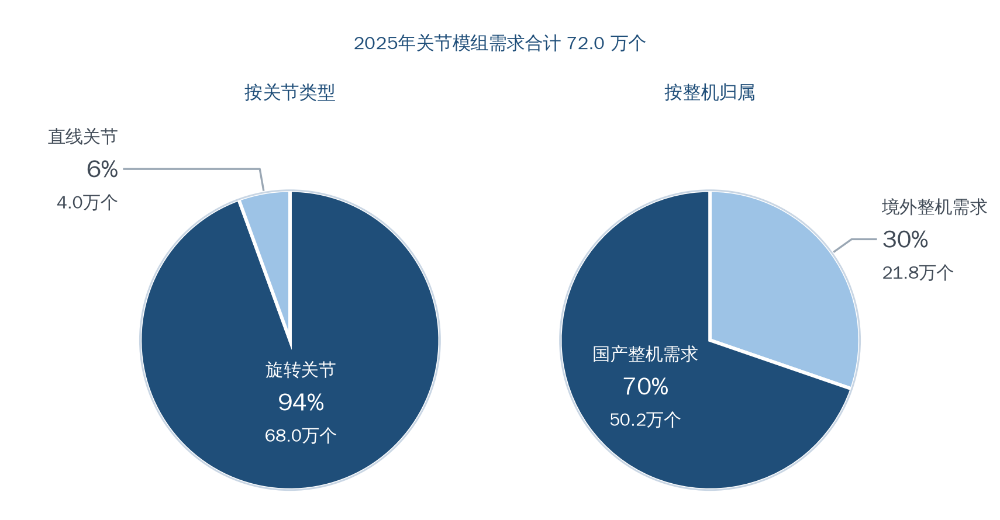 2025年关节模组需求合计 72.0 万个
按关节类型
直线关节
6%
4.0万个
旋转关节
94%
68.0万个
按整机归属
境外整机需求
30%
21.8万个
国产整机需求
70%
50.2万个